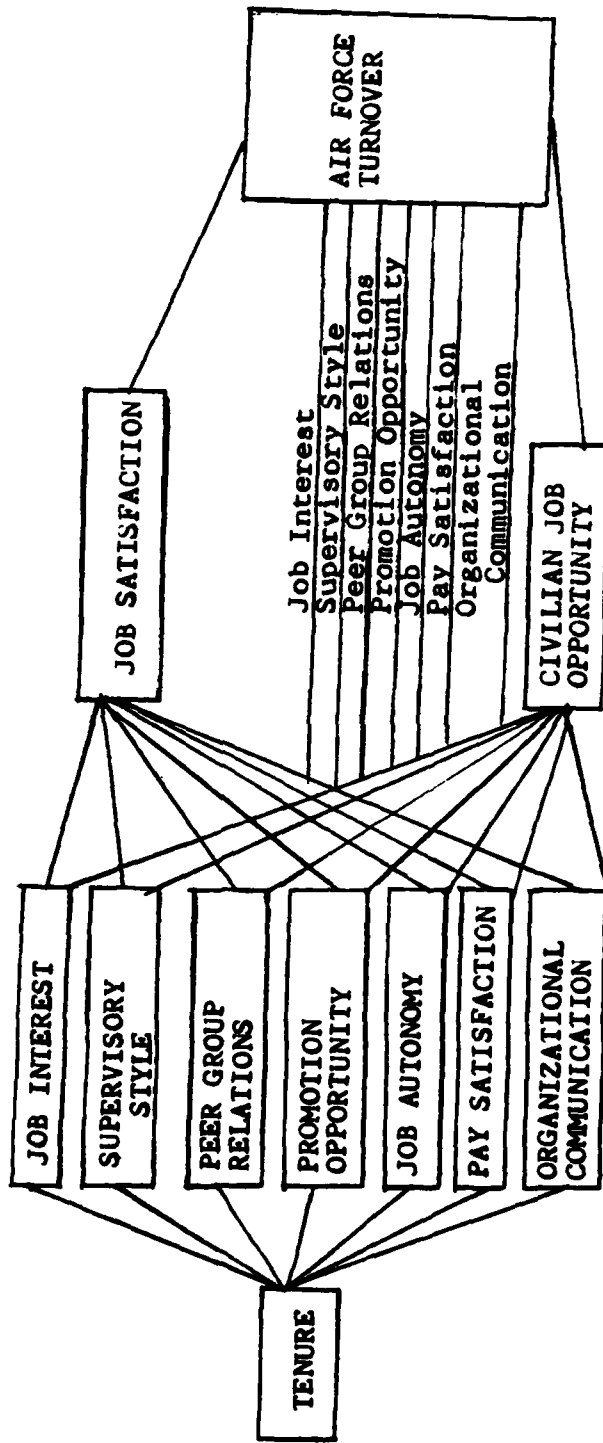 TENURE
JOB INTEREST
SUPERVISORY
STYLE
PEER GROUP
RELATIONS
PROMOTION
OPPORTUNITY
JOB AUTONOMY
PAY SATISFACTION
ORGANIZATIONAL
COMMUNICATION
JOB SATISFACTION
CIVILIAN JOB
OPPORTUNITY
Job Interest
Supervisory Style
Peer Group Relations
Promotion Opportunity
Job Autonomy
Pay Satisfaction
Organizational
Communication
AIR FORCE
TURNOVER